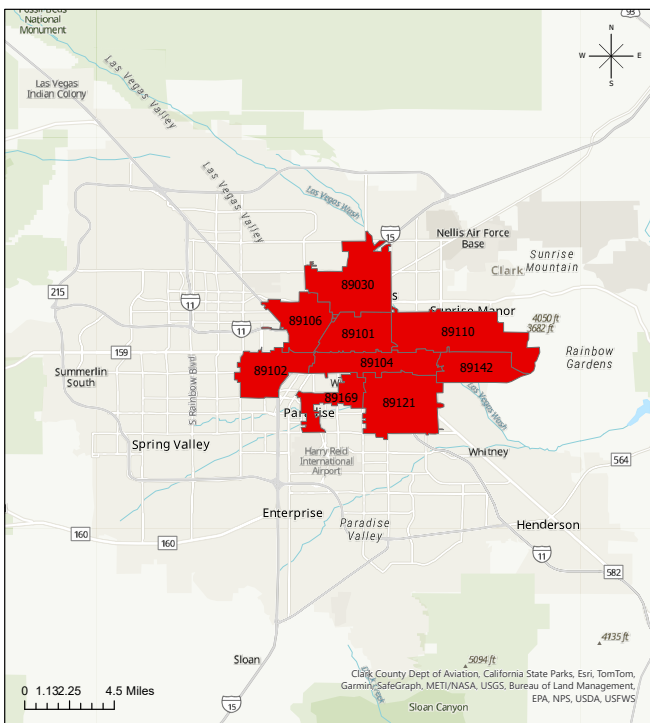 National
Monument
93
N
W E
S
Las Vegas
Indian Colony
Las Vegas Valley
Las Vegas Valley
Las Vegas
Wash
15
Nellis Air Force
Base
Sunrise
Mountain
Clark
215
11
11
89030
s
Sunrise Manor
89106
89101
89110
4050 ft
3682 ft
159
89102
89104
89142
Rainbow
Gardens
Summerlin
South
S Rainbow Blvd
W
89169
89121
Las Vegas Wash
Paradise
Spring Valley
Harry Reid
International
Airport
Whitney
564
Enterprise
Paradise
Valley
Henderson
160
160
11
582
4135 ft
Sloan
5094 ft
Clark County Dept of Aviation, California State Parks, Esri, TomTom,
Garmin, SafeGraph, METI/NASA, USGS, Bureau of Land Management,
EPA, NPS, USDA, USFWS
0 1.132.25 4.5 Miles
15
Sloan Canyon